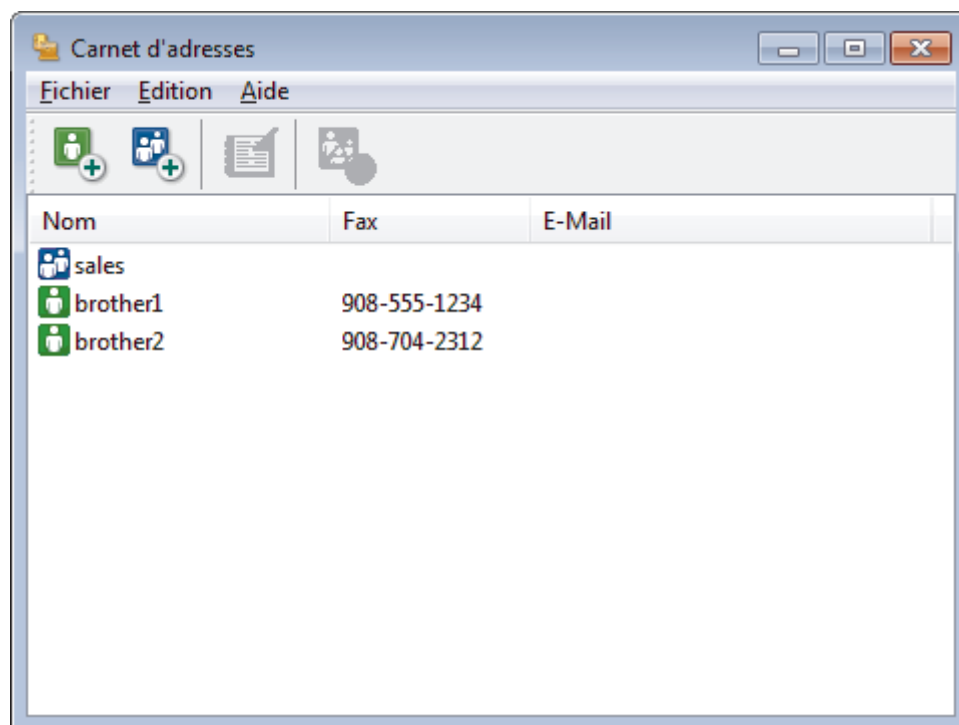 Carnet d'adresses
Fichier Edition Aide
Nom Fax E-Mail
sales
brother1 908-555-1234
brother2 908-704-2312